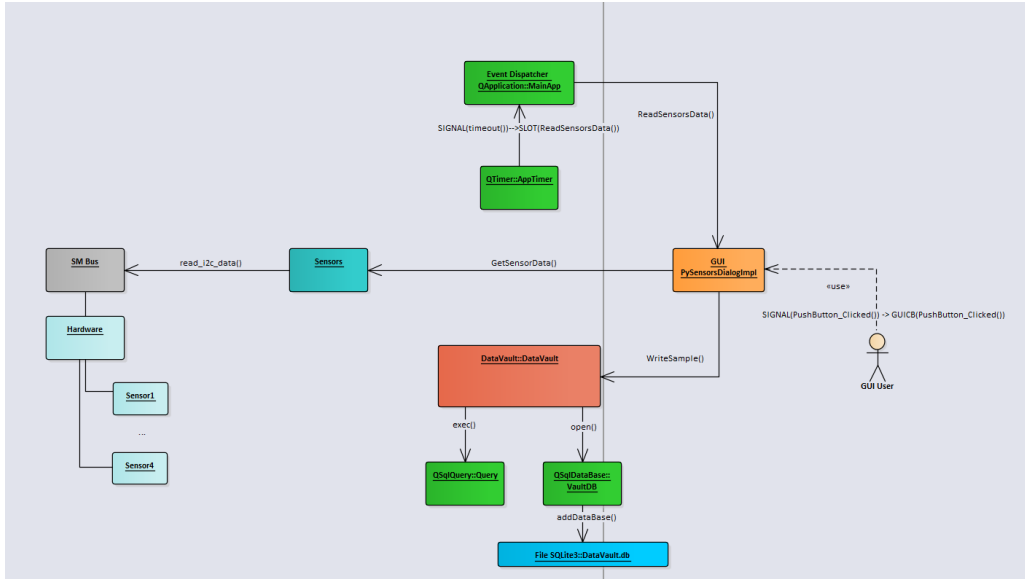 Event Dispatcher
QApplication::MainApp
ReadSensorsData()
SIGNAL(timeout())-->SLOT(ReadSensorsData())
QTimer::AppTimer
SM Bus
read_i2c_data()
Sensors
GetSensorData()
GUI
PySensorsDialogImpl
«use»
SIGNAL(PushButton_Clicked()) -> GUICB(PushButton_Clicked())
Hardware
DataVault::DataVault
WriteSample()
GUI User
Sensor1
...
Sensor4
exec()
open()
QSqlQuery::Query
QSqlDataBase::
VaultDB
addDataBase()
File SQLite3::DataVault.db